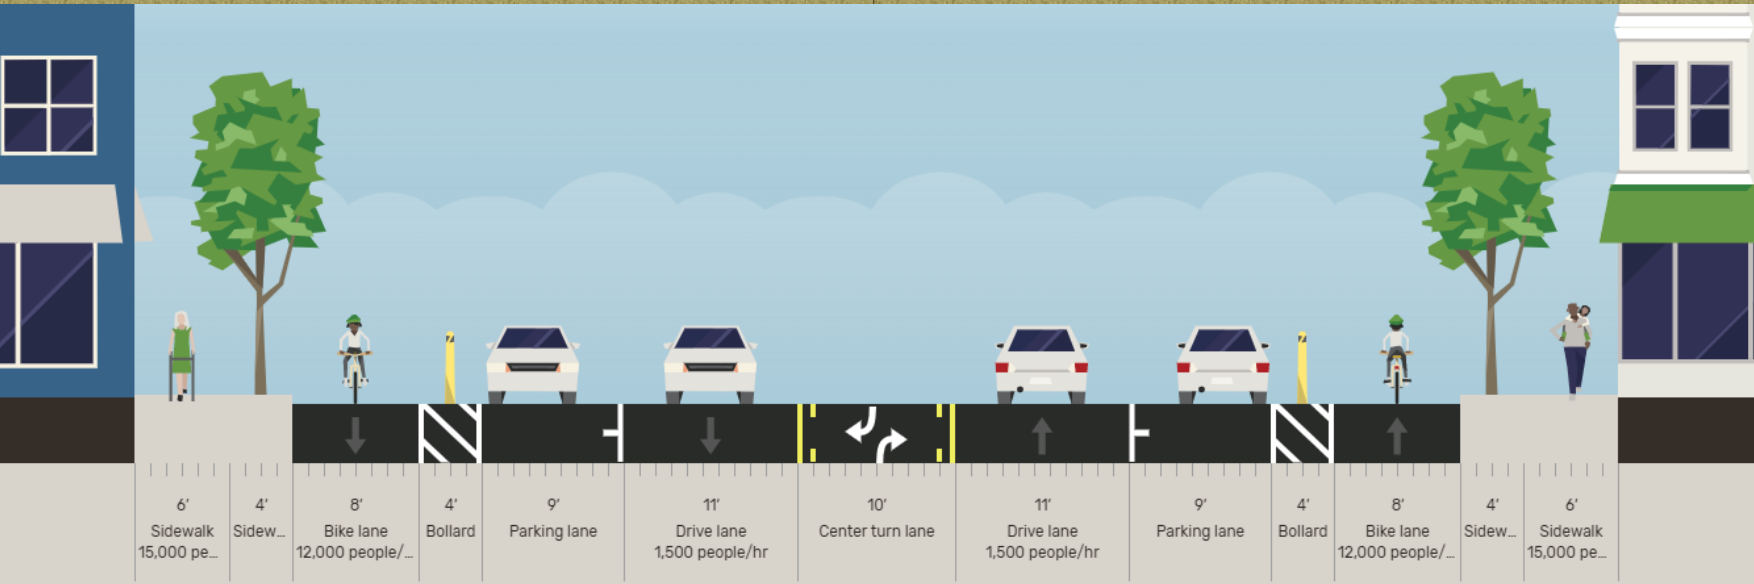 6'
Sidewalk
15,000 pe...
4'
Sidew...
8'
Bike lane
12,000 people/...
4'
Bollard
9'
Parking lane
11'
Drive lane
1,500 people/hr
10'
Center turn lane
11'
Drive lane
1,500 people/hr
9'
Parking lane
4'
Bollard
8'
Bike lane
12,000 people/...
4'
Sidew...
6'
Sidewalk
15,000 pe...